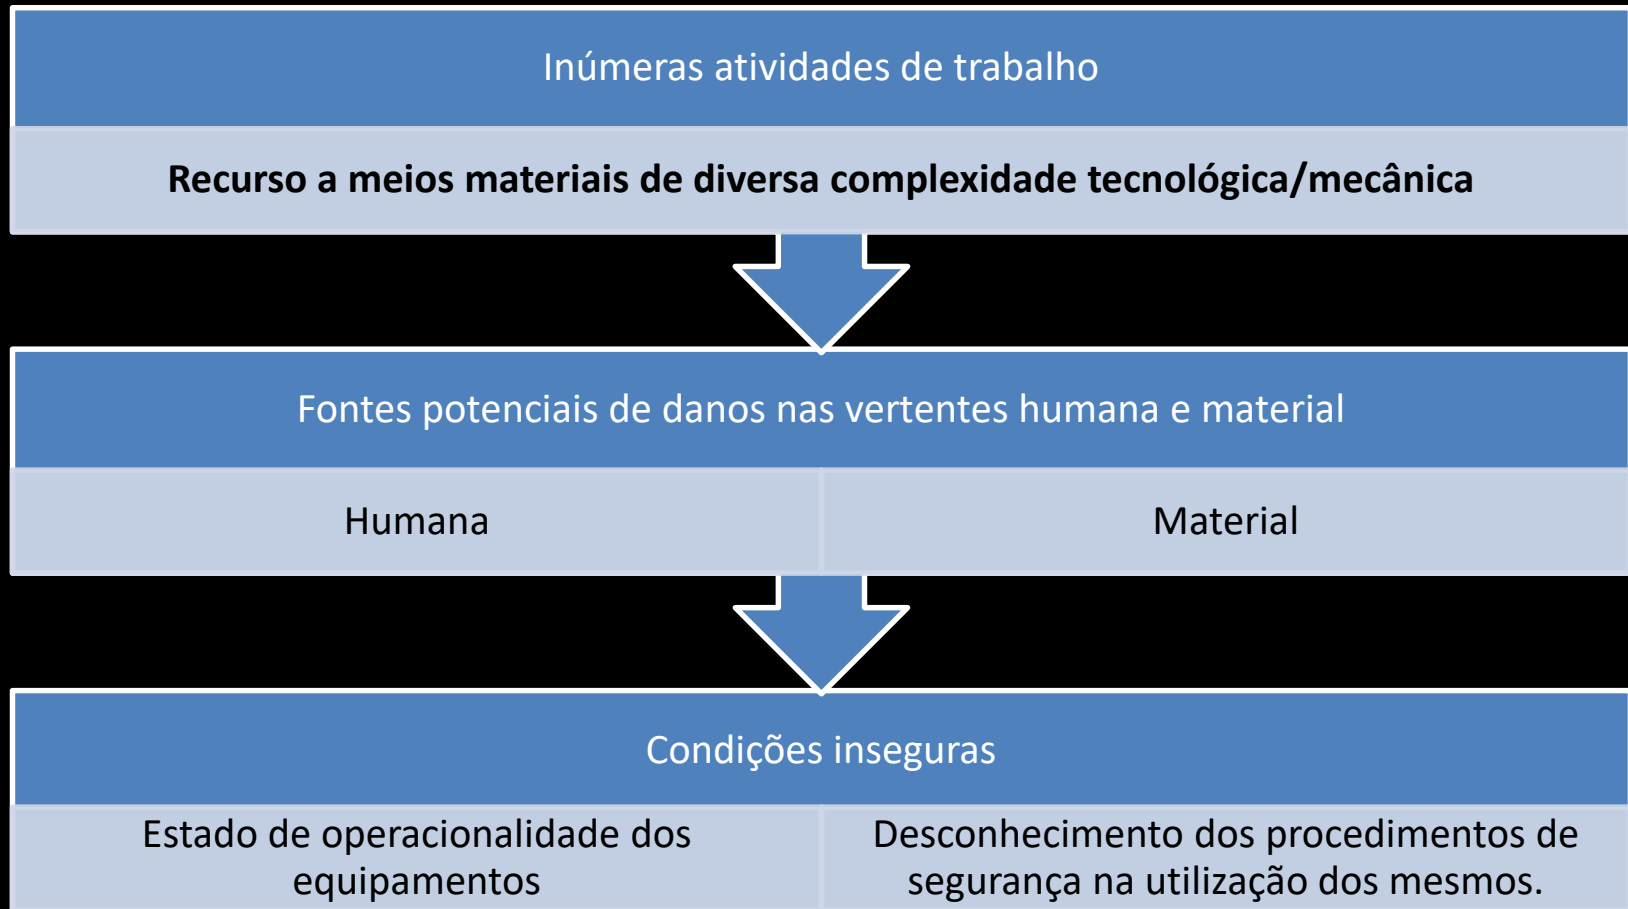 Inúmeras atividades de trabalho
Recurso a meios materiais de diversa complexidade tecnológica/mecânica
Fontes potenciais de danos nas vertentes humana e material
Humana
Material
Condições inseguras
Estado de operacionalidade dos
equipamentos
Desconhecimento dos procedimentos de
segurança na utilização dos mesmos.